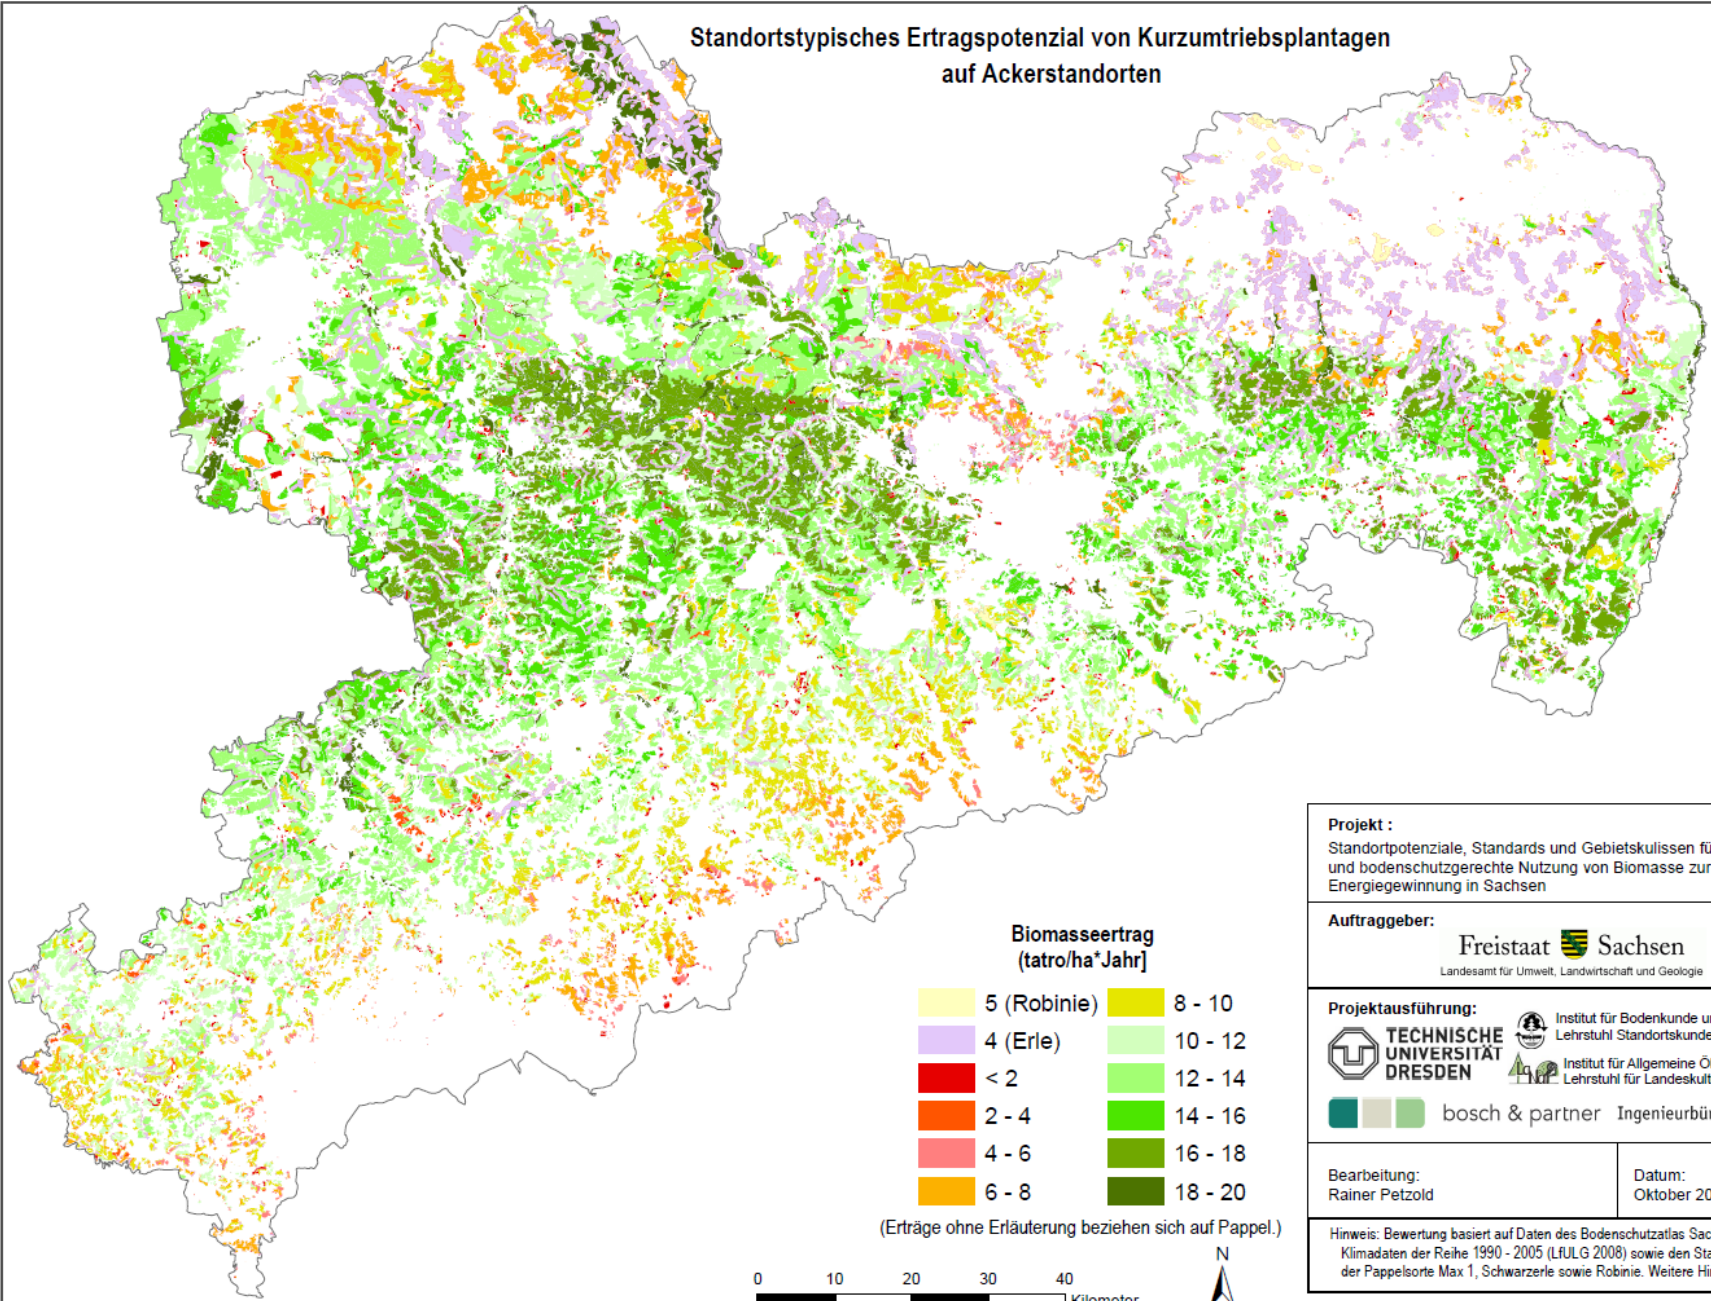 Standortstypisches Ertragspotenzial von Kurzumtriebsplantagen
auf Ackerstandorten
Biomasseertrag
(tatro/ha*Jahr]
5 (Robinie)
4 (Erle)
< 2
2 - 4
4 - 6
6 - 8
8 - 10
10 - 12
12 - 14
14 - 16
16 - 18
18 - 20
(Erträge ohne Erläuterung beziehen sich auf Pappel.)
N
0 10 20 30 40
Kilometer
Projekt :
Standortpotenziale, Standards und Gebietskulissen fü
und bodenschutzgerechte Nutzung von Biomasse zur
Energiegewinnung in Sachsen
Auftraggeber:
Freistaat Sachsen
Landesamt für Umwelt, Landwirtschaft und Geologie
Projektausführung:
TECHNISCHE
UNIVERSITÄT
DRESDEN
Institut für Bodenkunde u
Lehrstuhl Standortskunde
Institut für Allgemeine Ö
Lehrstuhl für Landeskult
bosch & partner Ingenieurbü
Bearbeitung:
Rainer Petzold
Datum:
Oktober 20
Hinweis: Bewertung basiert auf Daten des Bodenschutzatlas Sac
Klimadaten der Reihe 1990 - 2005 (LfULG 2008) sowie den Sta
der Pappelsorte Max 1, Schwarzerle sowie Robinie. Weitere Hi